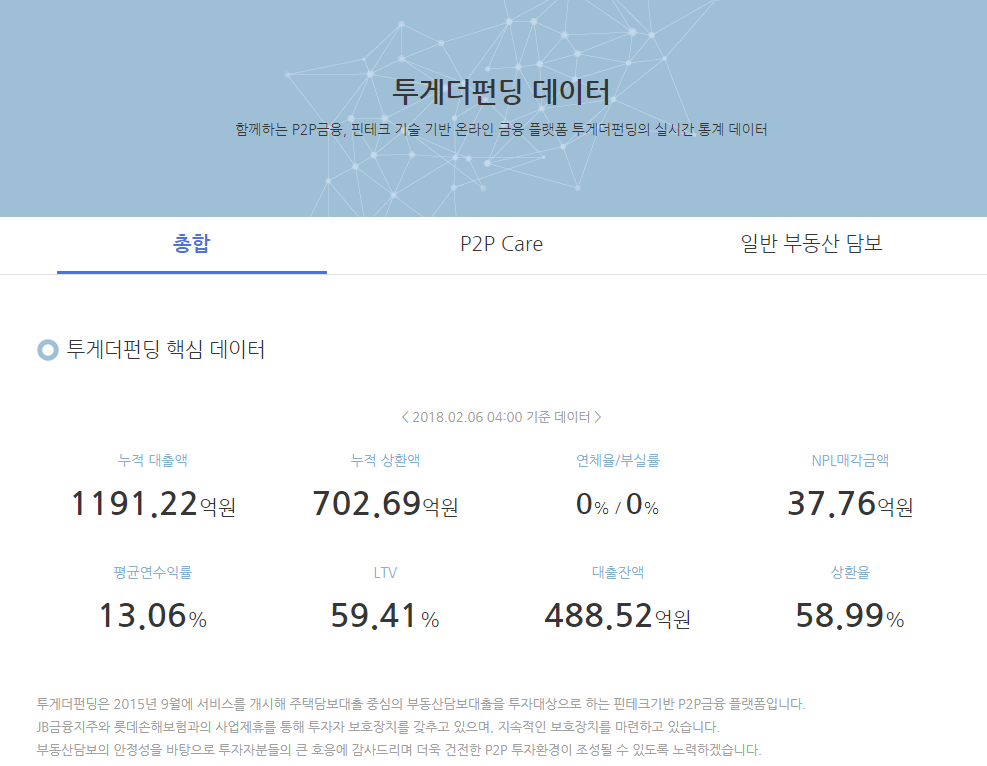 투게더펀딩 데이터
함께하는 P2P금융, 핀테크 기술 기반 온라인 금융 플랫폼 투게더펀딩의 실시간 통계 데이터
총합 P2P Care 일반 부동산 담보
투게더펀딩 핵심 데이터
< 2018.02.06 04:00 기준 데이터 >
누적 대출액 누적 상환액 연체율/부실률 NPL매각금액
1191.22억원 702.69억원 0% / 0% 37.76억원
평균연수익률 LTV 대출잔액 상환율
13.06% 59.41% 488.52억원 58.99%
투게더펀딩은 2015년 9월에 서비스를 개시해 주택담보대출 중심의 부동산담보대출을 투자대상으로 하는 핀테크기반 P2P금융 플랫폼입니다.
JB금융지주와 롯데손해보험과의 사업제휴를 통해 투자자 보호장치를 갖추고 있으며, 지속적인 보호장치를 마련하고 있습니다.
부동산담보의 안정성을 바탕으로 투자자분들의 큰 호응에 감사드리며 더욱 건전한 P2P 투자환경이 조성될 수 있도록 노력하겠습니다.